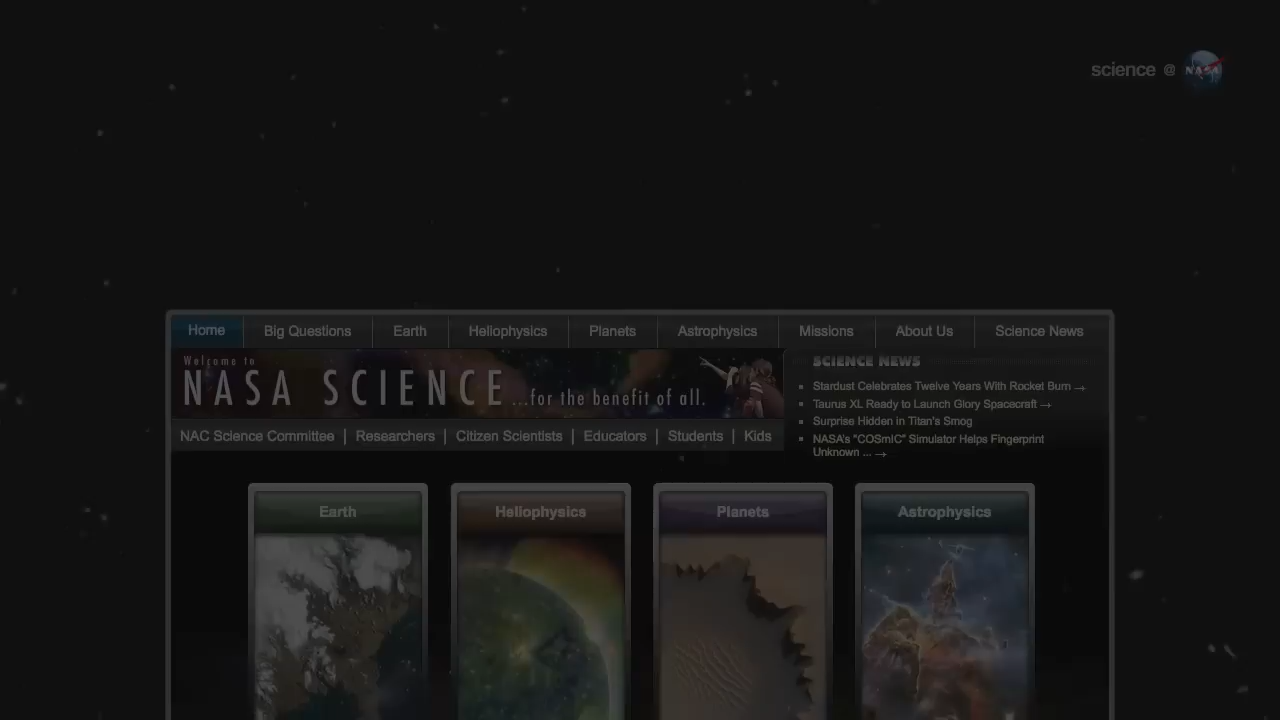 science @ NASA
Home Big Questions Earth Heliophysics Planets Astrophysics Missions About Us Science News
Welcome to
NASA SCIENCE ...for the benefit of all.
NAC Science Committee | Researchers | Citizen Scientists | Educators | Students | Kids
SCIENCE NEWS
Stardust Celebrates Twelve Years With Rocket Burn →
Taurus XL Ready to Launch Glory Spacecraft →
Surprise Hidden in Titan's Smog
NASA's "COSmIC" Simulator Helps Fingerprint
Unknown ... →
Earth Heliophysics Planets Astrophysics